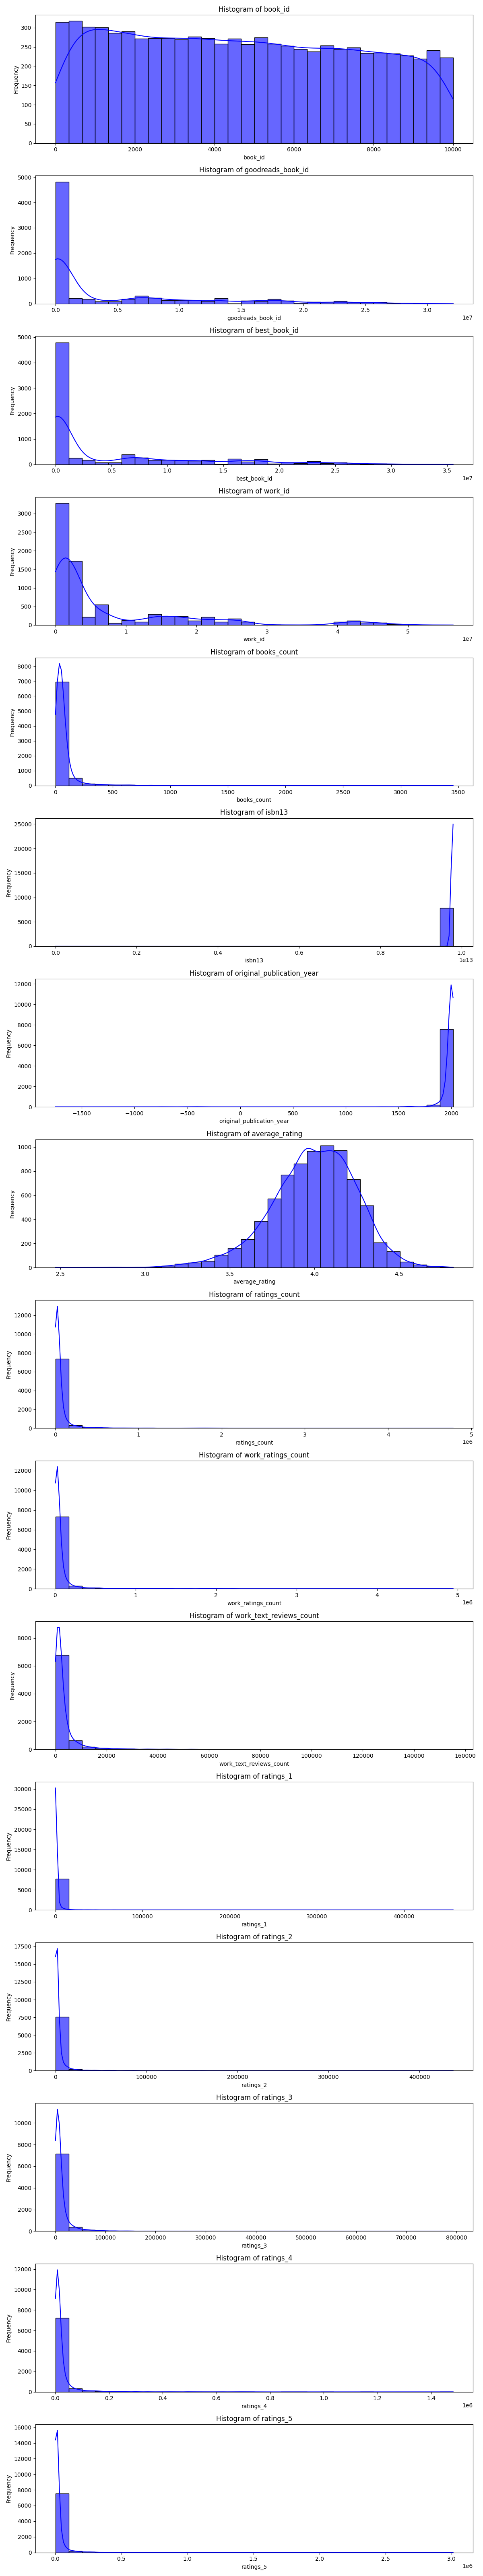 Histogram of book_id
300
250
200
150
100
50
0
Frequency
0 2000 4000 6000 8000 10000
book_id
Histogram of goodreads_book_id
5000
4000
3000
2000
1000
0
Frequency
0.0 0.5 1.0 1.5 2.0 2.5 3.0
goodreads_book_id
1e7
Histogram of best_book_id
5000
4000
3000
2000
1000
0
Frequency
0.0 0.5 1.0 1.5 2.0 2.5 3.0 3.5
best_book_id
1e7
Histogram of work_id
3000
2500
2000
1500
1000
500
0
Frequency
0 1 2 3 4 5
work_id
1e7
Histogram of books_count
8000
7000
6000
5000
4000
3000
2000
1000
0
Frequency
0 500 1000 1500 2000 2500 3000 3500
books_count
Histogram of isbn13
25000
20000
15000
10000
5000
0
Frequency
0.0 0.2 0.4 0.6 0.8 1.0
isbn13
1e13
Histogram of original_publication_year
12000
10000
8000
6000
4000
2000
0
Frequency
−1500 −1000 −500 0 500 1000 1500 2000
original_publication_year
Histogram of average_rating
1000
800
600
400
200
0
Frequency
2.5 3.0 3.5 4.0 4.5
average_rating
Histogram of ratings_count
12000
10000
8000
6000
4000
2000
0
Frequency
0 1 2 3 4 5
ratings_count
1e6
Histogram of work_ratings_count
12000
10000
8000
6000
4000
2000
0
Frequency
0 1 2 3 4 5
work_ratings_count
1e6
Histogram of work_text_reviews_count
8000
6000
4000
2000
0
Frequency
0 20000 40000 60000 80000 100000 120000 140000 160000
work_text_reviews_count
Histogram of ratings_1
30000
25000
20000
15000
10000
5000
0
Frequency
0 100000 200000 300000 400000
ratings_1
Histogram of ratings_2
17500
15000
12500
10000
7500
5000
2500
0
Frequency
0 100000 200000 300000 400000
ratings_2
Histogram of ratings_3
10000
8000
6000
4000
2000
0
Frequency
0 100000 200000 300000 400000 500000 600000 700000 800000
ratings_3
Histogram of ratings_4
12000
10000
8000
6000
4000
2000
0
Frequency
0.0 0.2 0.4 0.6 0.8 1.0 1.2 1.4
ratings_4
1e6
Histogram of ratings_5
16000
14000
12000
10000
8000
6000
4000
2000
0
Frequency
0.0 0.5 1.0 1.5 2.0 2.5 3.0
ratings_5
1e6